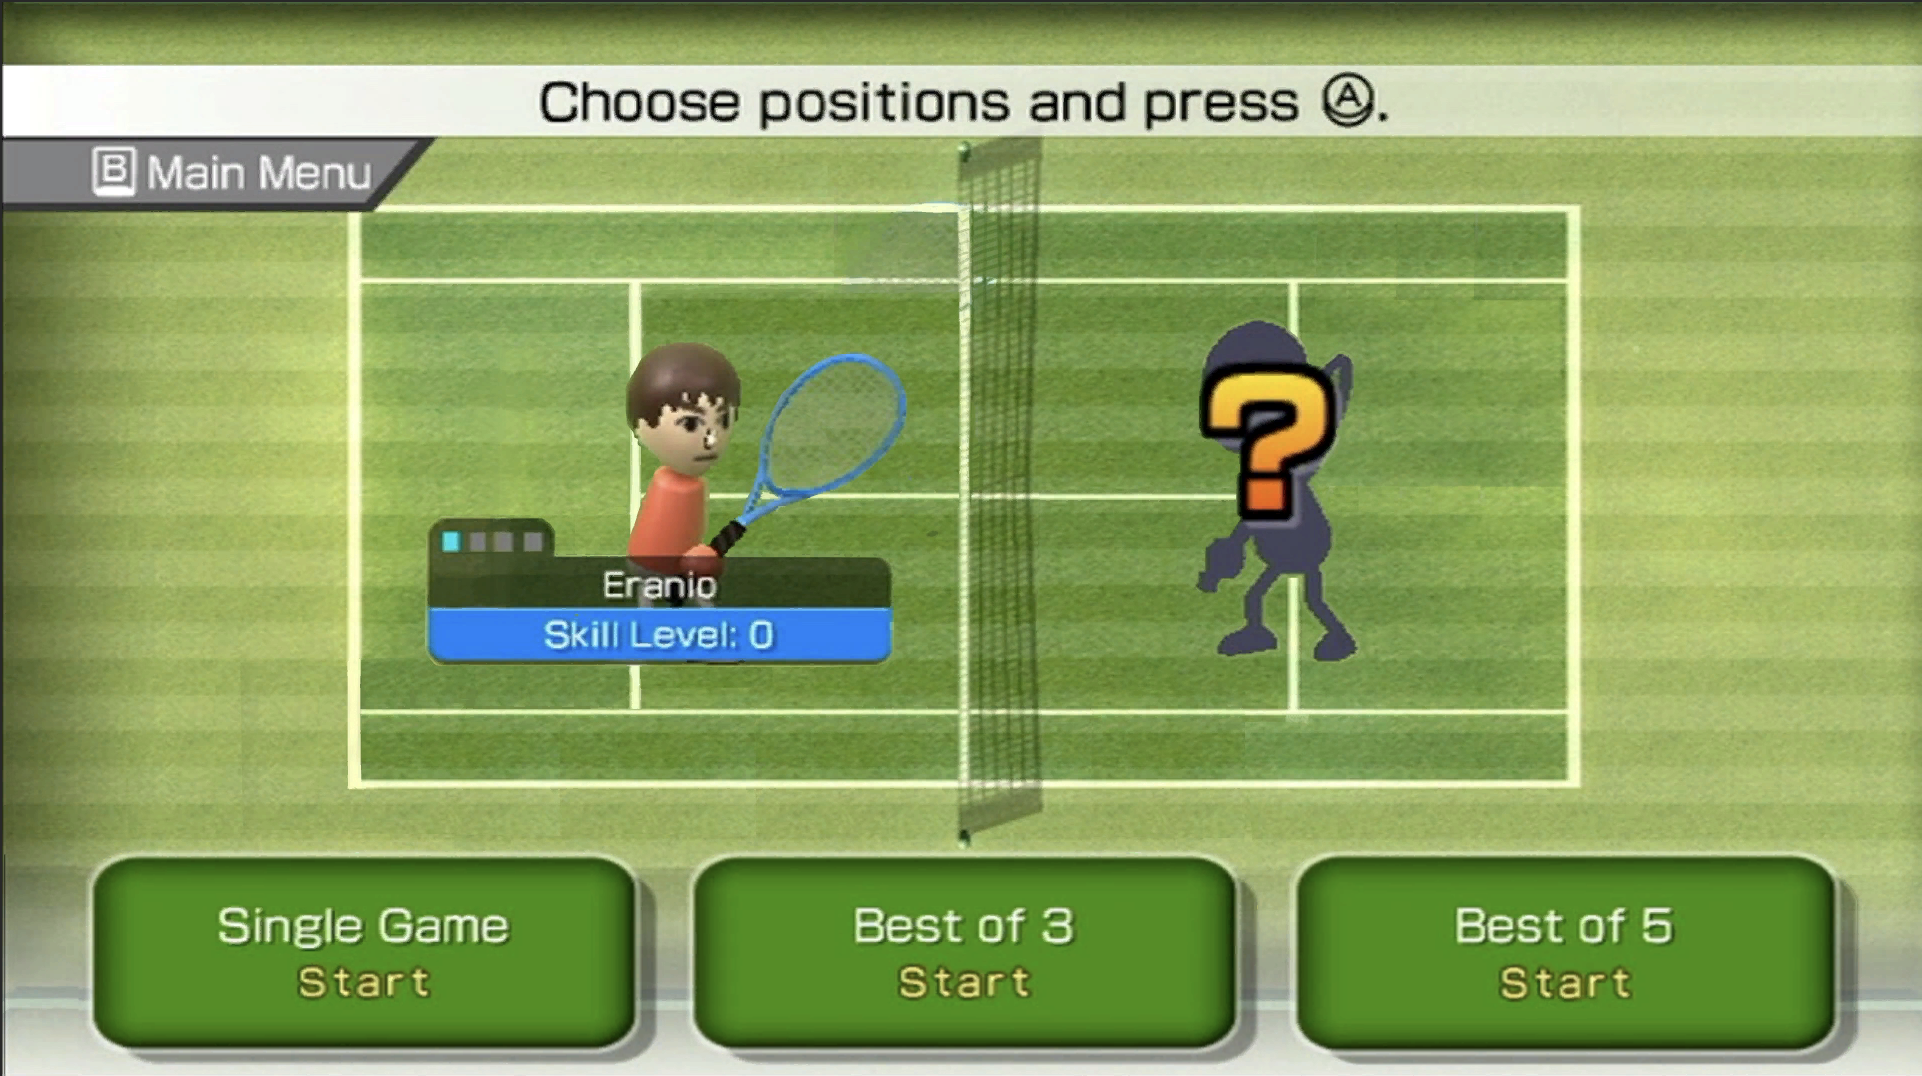 Choose positions and press Ⓐ.
B Main Menu
?
Eranio
Skill Level: 0
Single Game
Start
Best of 3
Start
Best of 5
Start